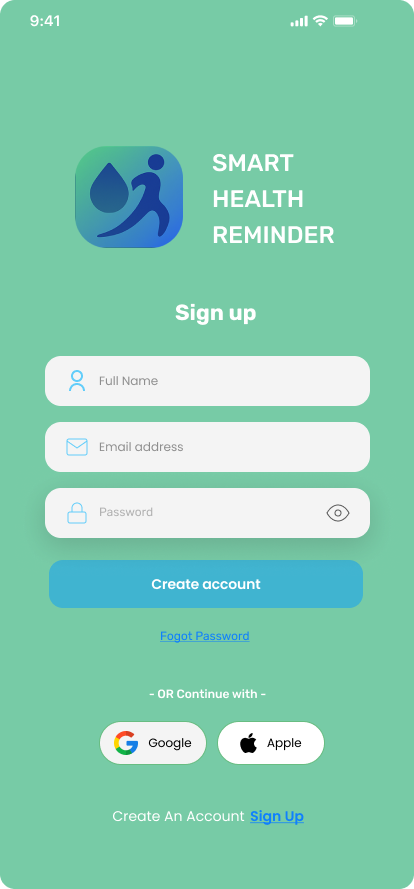 9:41
SMART
HEALTH
REMINDER
Sign up
Full Name
Email address
Password
Create account
Fogot Password
- OR Continue with -
Google Apple
Create An Account Sign Up